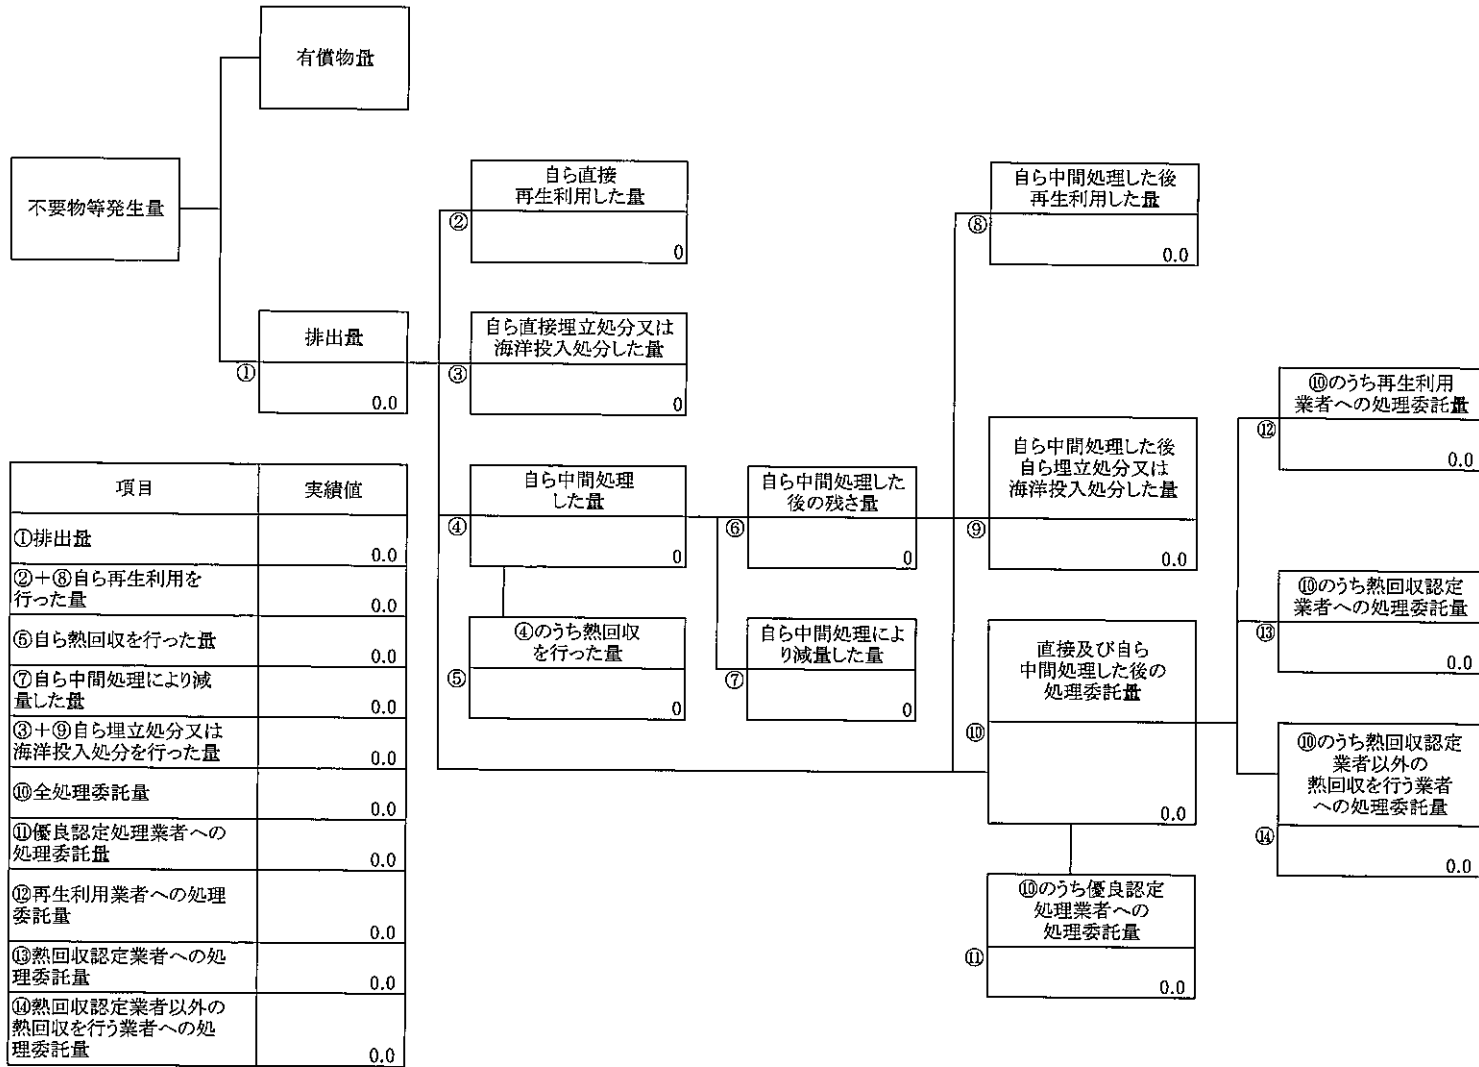 有償物量
不要物等発生量
排出量
①
0.0
自ら直接
再生利用した量
②
0
自ら直接埋立処分又は
海洋投入処分した量
③
0
自ら中間処理
した量
④
0
④のうち熱回収
を行った量
⑤
0
自ら中間処理した
後の残さ量
⑥
0
自ら中間処理によ
り減量した量
⑦
0
自ら中間処理した後
再生利用した量
⑧
0.0
自ら中間処理した後
自ら埋立処分又は
海洋投入処分した量
⑨
0.0
直接及び自ら
中間処理した後の
処理委託量
⑩
0.0
⑩のうち優良認定
処理業者への
処理委託量
⑪
0.0
⑩のうち再生利用
業者への処理委託量
⑫
0.0
⑩のうち熱回収認定
業者への処理委託量
⑬
0.0
⑩のうち熱回収認定
業者以外の
熱回収を行う業者
への処理委託量
⑭
0.0
項目 実績値
①排出量
0.0
②+⑧自ら再生利用を
行った量 0.0
⑤自ら熱回収を行った量
0.0
⑦自ら中間処理により減
量した量 0.0
③+⑨自ら埋立処分又は
海洋投入処分を行った量 0.0
⑩全処理委託量
0.0
⑪優良認定処理業者への
処理委託量 0.0
⑫再生利用業者への処理
委託量
0.0
⑬熱回収認定業者への処
理委託量 0.0
⑭熱回収認定業者以外の
熱回収を行う業者への処
理委託量 0.0